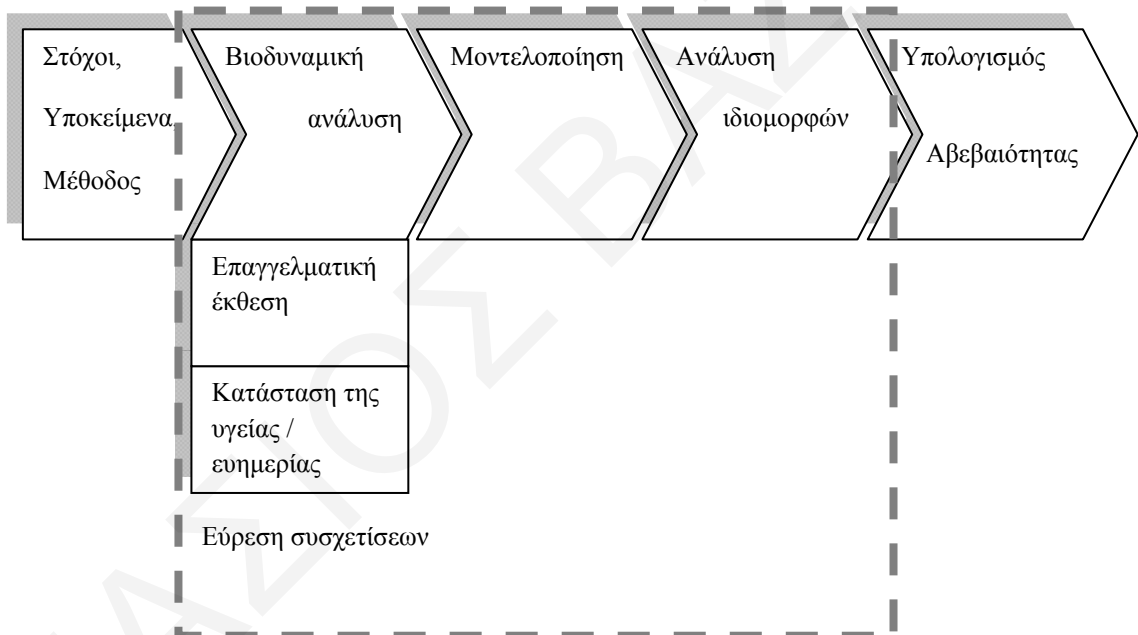 Στόχοι,
Υποκείμενα,
Μέθοδος
Βιοδυναμική
ανάλυση
Μοντελοποίηση
Ανάλυση
ιδιομορφών
Υπολογισμός
Αβεβαιότητας
Επαγγελματική
έκθεση
Κατάσταση της
υγείας /
ευημερίας
Εύρεση συσχετίσεων